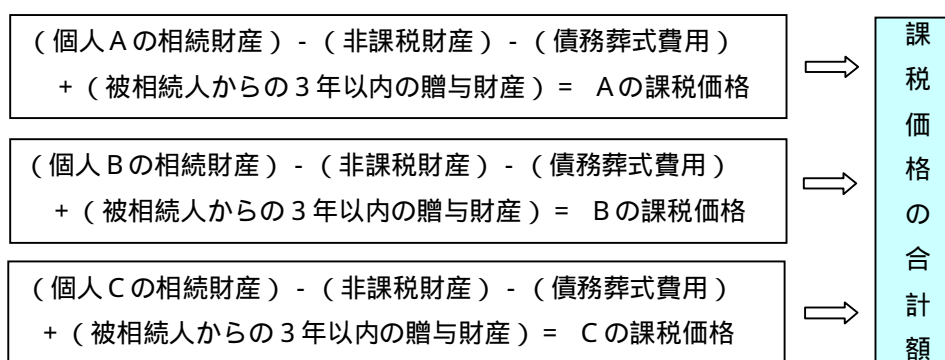 （個人Ａの相続財産）-（非課税財産）-（債務葬式費用）
+（被相続人からの３年以内の贈与財産）= Ａの課税価格
（個人Ｂの相続財産）-（非課税財産）-（債務葬式費用）
+（被相続人からの３年以内の贈与財産）= Ｂの課税価格
（個人Ｃの相続財産）-（非課税財産）-（債務葬式費用）
+（被相続人からの３年以内の贈与財産）= Ｃの課税価格
課税価格の合計額